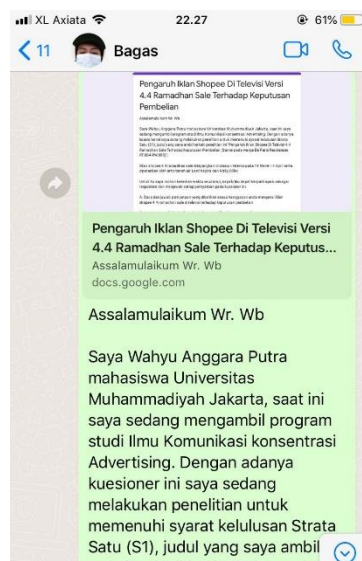 XL Axiata
22.27
61%
11
Bagas
Pengaruh Iklan Shopee Di Televisi Versi
4.4 Ramadhan Sale Terhadap Keputusan
Pembelian
Assalamulaikum Wr. Wb
Pengaruh Iklan Shopee Di Televisi Versi
4.4 Ramadhan Sale Terhadap Keputus...
Assalamulaikum Wr. Wb
docs.google.com
Assalamulaikum Wr. Wb
Saya Wahyu Anggara Putra
mahasiswa Universitas
Muhammadiyah Jakarta, saat ini
saya sedang mengambil program
studi Ilmu Komunikasi konsentrasi
Advertising. Dengan adanya
kuesioner ini saya sedang
melakukan penelitian untuk
memenuhi syarat kelulusan Strata
Satu (S1), judul yang saya ambil